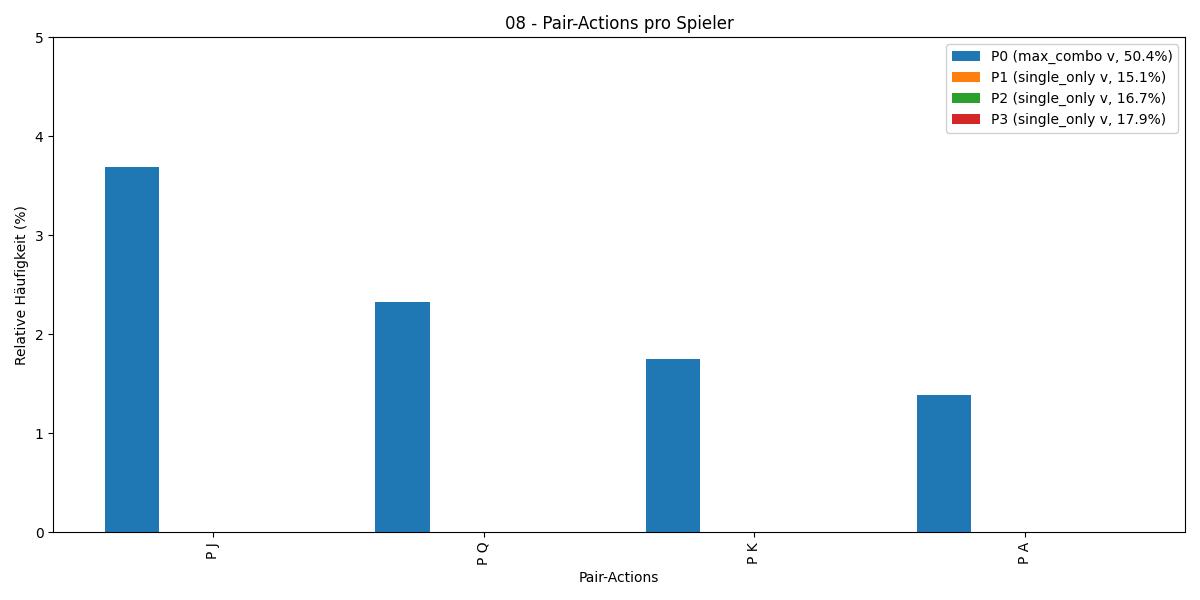 08 - Pair-Actions pro Spieler
P0 (max_combo v, 50.4%)
P1 (single_only v, 15.1%)
P2 (single_only v, 16.7%)
P3 (single_only v, 17.9%)
Relative Häufigkeit (%)
5
4
3
2
1
0
P J
P Q
P K
P A
Pair-Actions